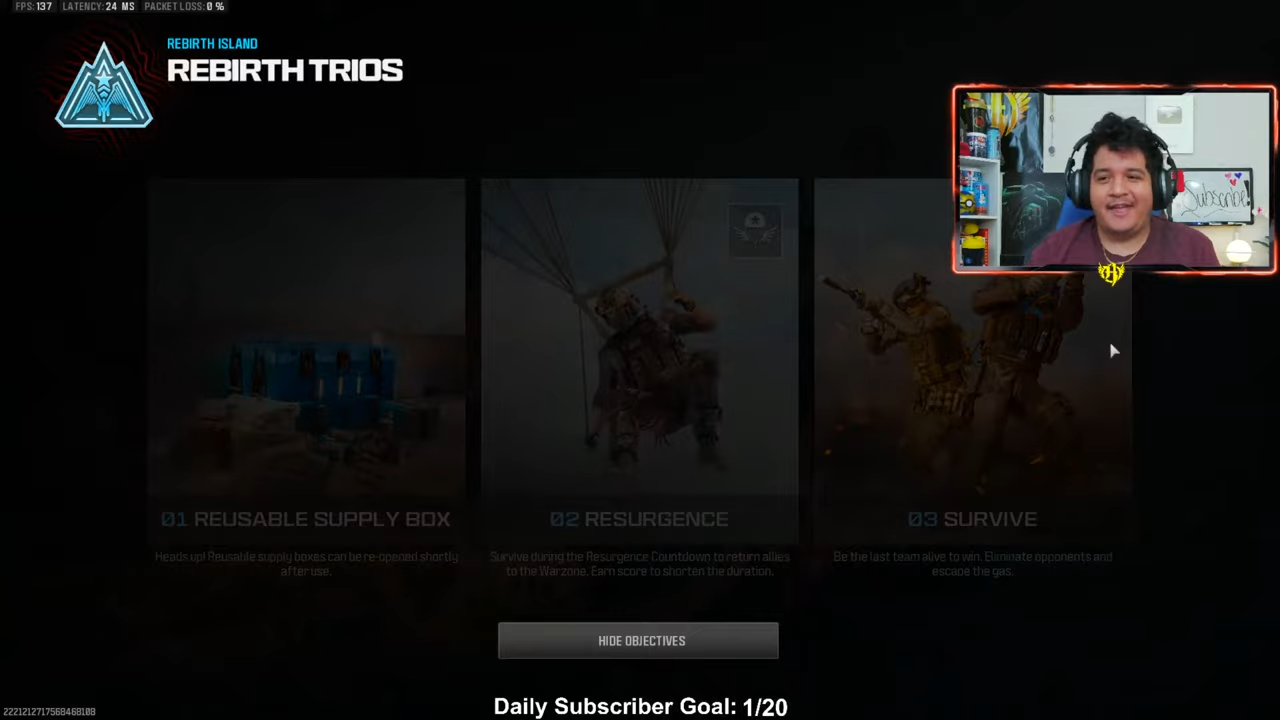 FPS: 137 LATENCY: 24 MS PACKET LOSS: 0 %
REBIRTH ISLAND
REBIRTH TRIOS
Subscribe!
01 REUSABLE SUPPLY BOX
Heads up! Reusable supply boxes can be re-opened shortly
after use.
02 RESURGENCE
Survive during the Resurgence Countdown to return allies
to the Warzone. Earn score to shorten the duration.
03 SURVIVE
Be the last team alive to win. Eliminate opponents and
escape the gas.
HIDE OBJECTIVES
Daily Subscriber Goal: 1/20
2221212717568468108